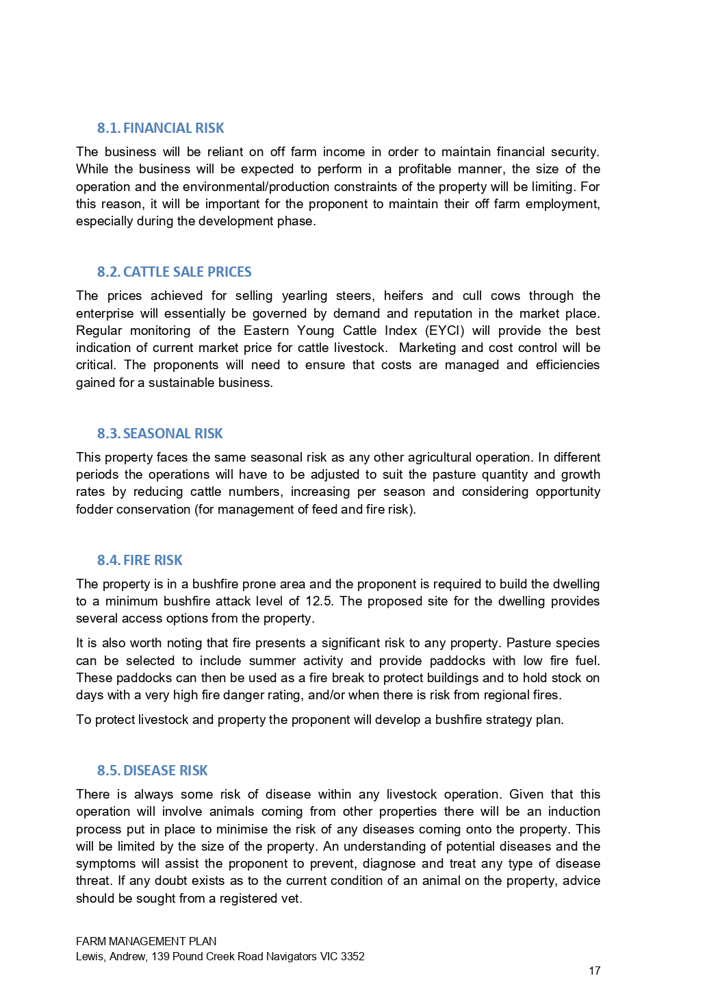 8.1. FINANCIAL RISK
The business will be reliant on off farm income in order to maintain financial security.
While the business will be expected to perform in a profitable manner, the size of the
operation and the environmental/production constraints of the property will be limiting. For
this reason, it will be important for the proponent to maintain their off farm employment,
especially during the development phase.
8.2. CATTLE SALE PRICES
The prices achieved for selling yearling steers, heifers and cull cows through the
enterprise will essentially be governed by demand and reputation in the market place.
Regular monitoring of the Eastern Young Cattle Index (EYCI) will provide the best
indication of current market price for cattle livestock.  Marketing and cost control will be
critical. The proponents will need to ensure that costs are managed and efficiencies
gained for a sustainable business.
8.3. SEASONAL RISK
This property faces the same seasonal risk as any other agricultural operation. In different
periods the operations will have to be adjusted to suit the pasture quantity and growth
rates by reducing cattle numbers, increasing per season and considering opportunity
fodder conservation (for management of feed and fire risk).
8.4. FIRE RISK
The property is in a bushfire prone area and the proponent is required to build the dwelling
to a minimum bushfire attack level of 12.5. The proposed site for the dwelling provides
several access options from the property.
It is also worth noting that fire presents a significant risk to any property. Pasture species
can be selected to include summer activity and provide paddocks with low fire fuel.
These paddocks can then be used as a fire break to protect buildings and to hold stock on
days with a very high fire danger rating, and/or when there is risk from regional fires.
To protect livestock and property the proponent will develop a bushfire strategy plan.
8.5. DISEASE RISK
There is always some risk of disease within any livestock operation. Given that this
operation will involve animals coming from other properties there will be an induction
process put in place to minimise the risk of any diseases coming onto the property. This
will be limited by the size of the property. An understanding of potential diseases and the
symptoms will assist the proponent to prevent, diagnose and treat any type of disease
threat. If any doubt exists as to the current condition of an animal on the property, advice
should be sought from a registered vet.
FARM MANAGEMENT PLAN
Lewis, Andrew, 139 Pound Creek Road Navigators VIC 3352
17